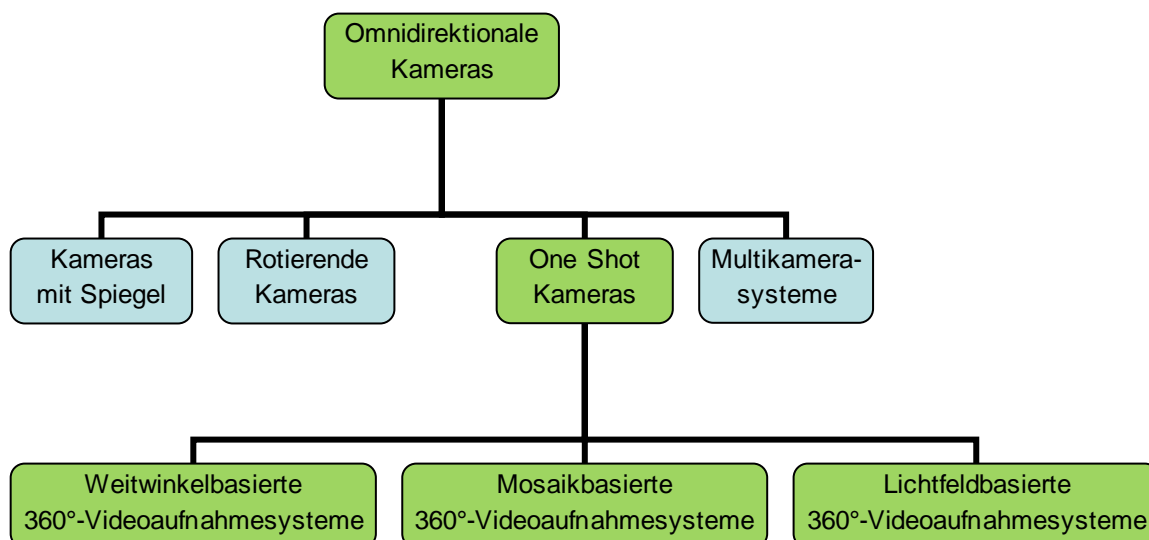 Omnidirektionale
Kameras
Kameras
mit Spiegel
Rotierende
Kameras
One Shot
Kameras
Multikamera-
systeme
Weitwinkelbasierte
360°-Videoaufnahmesysteme
Mosaikbasierte
360°-Videoaufnahmesysteme
Lichtfeldbasierte
360°-Videoaufnahmesysteme